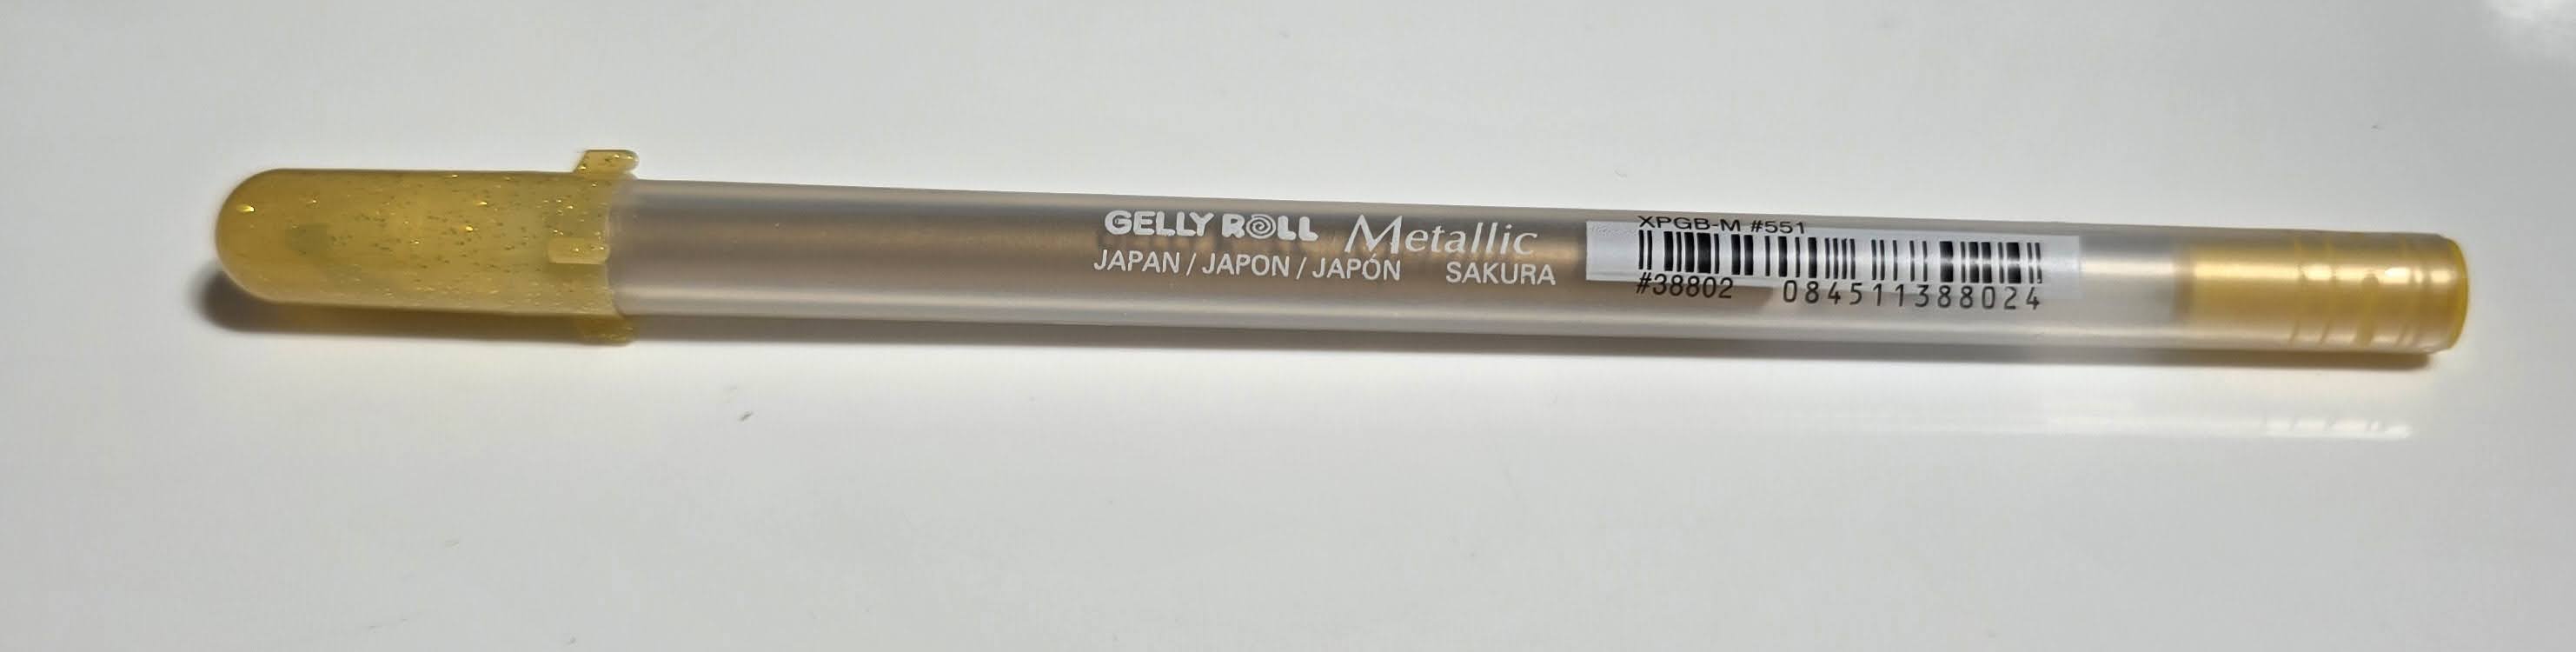 GELLY ROLL Metallic
JAPAN / JAPON / JAPÓN SAKURA
XPGB-M #551
#38802 084511388024